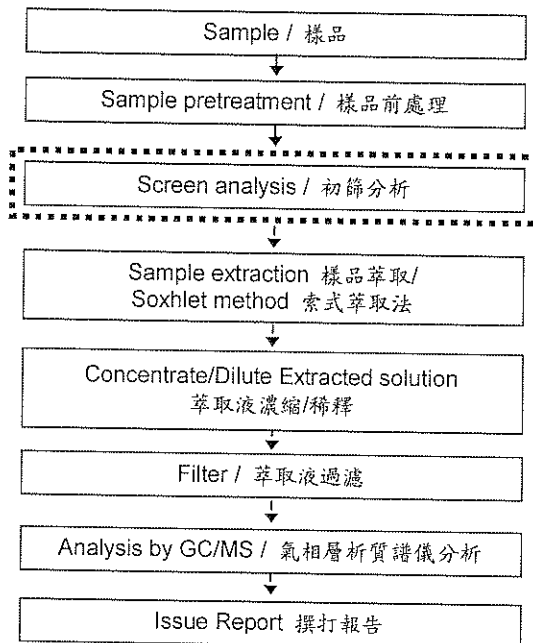 Sample / 樣品
Sample pretreatment / 樣品前處理
Screen analysis / 初篩分析
Sample extraction 樣品萃取/
Soxhlet method 索式萃取法
Concentrate/Dilute Extracted solution
萃取液濃縮/稀釋
Filter / 萃取液過濾
Analysis by GC/MS / 氣相層析質譜儀分析
Issue Report 撰打報告